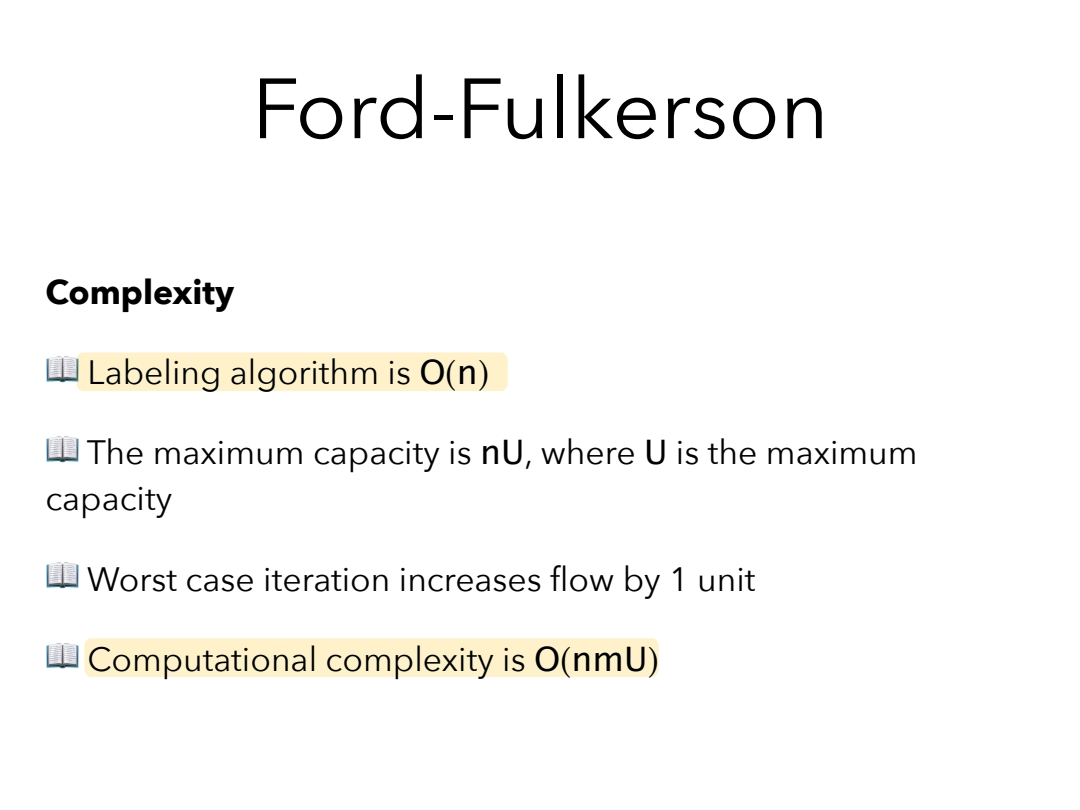 Ford-Fulkerson
Complexity
📖 Labeling algorithm is O(n)
📖 The maximum capacity is nU, where U is the maximum
capacity
📖 Worst case iteration increases flow by 1 unit
📖 Computational complexity is O(nmU)